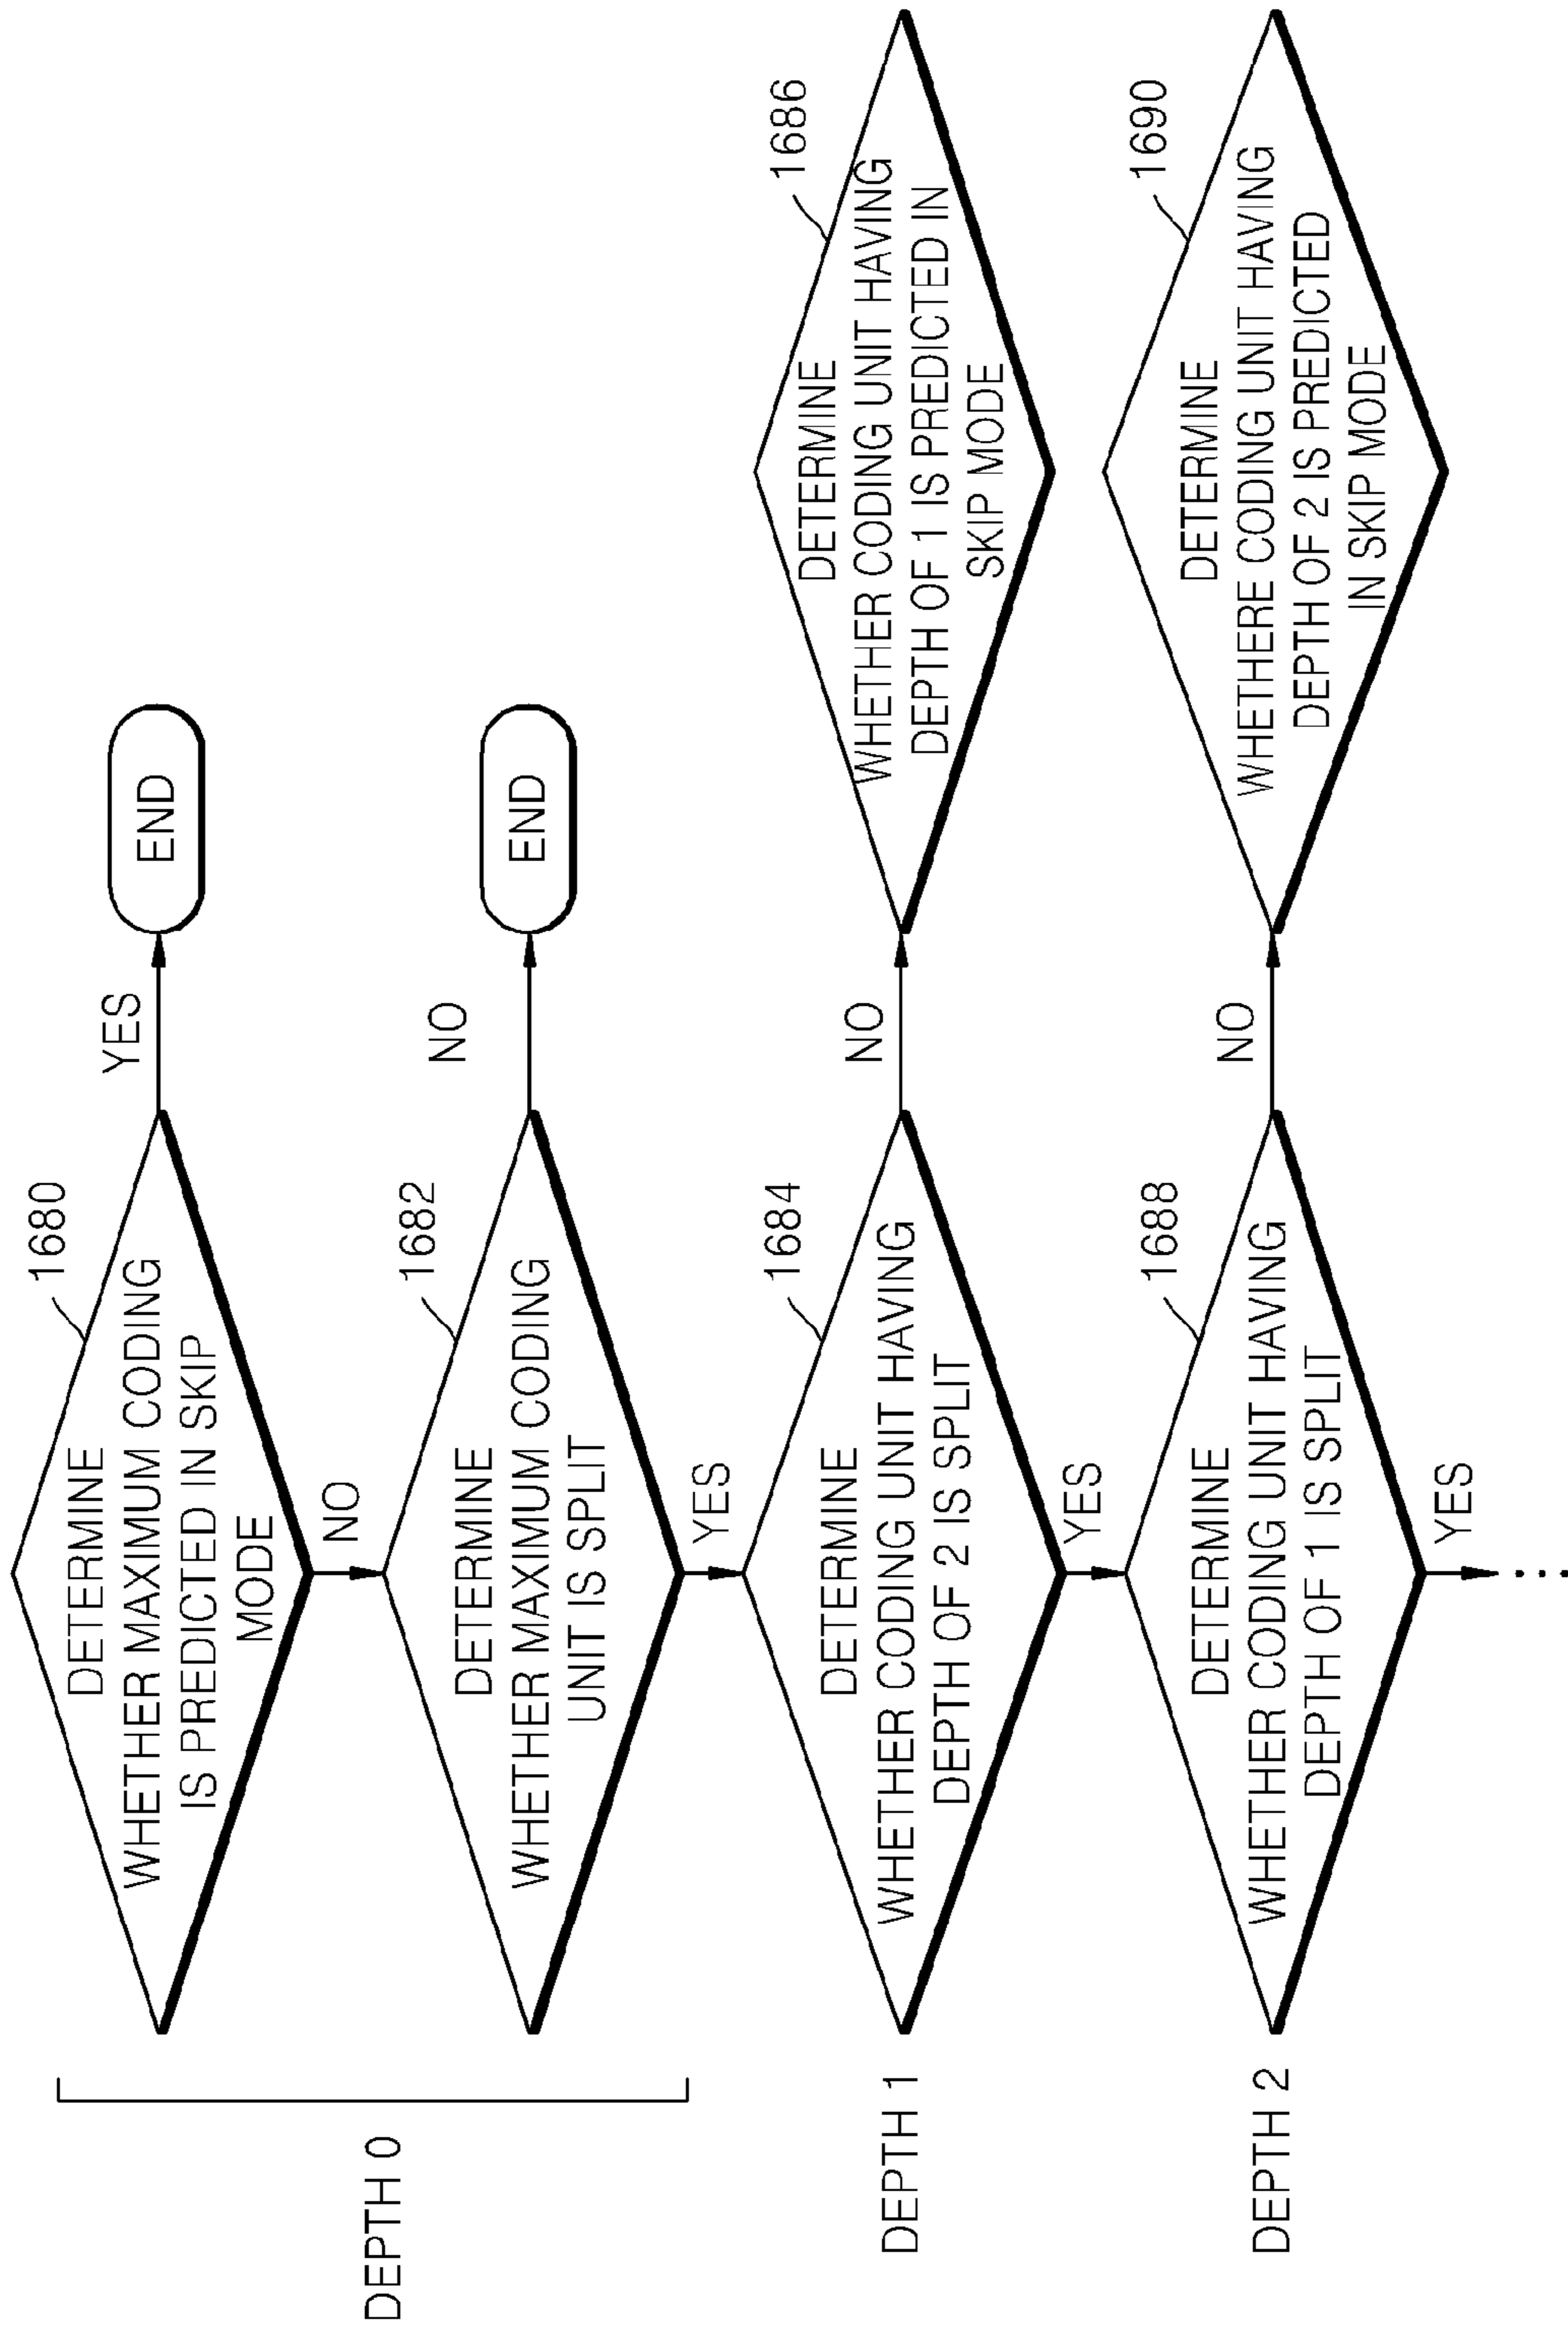 1680
DETERMINE
WHETHER MAXIMUM CODING
IS PREDICTED IN SKIP
MODE
YES
END
NO
DEPTH 0
1682
DETERMINE
WHETHER MAXIMUM CODING
UNIT IS SPLIT
NO
END
YES
DEPTH 1
1684
DETERMINE
WHETHER CODING UNIT HAVING
DEPTH OF 2 IS SPLIT
NO
1686
DETERMINE
WHETHER CODING UNIT HAVING
DEPTH OF 1 IS PREDICTED IN
SKIP MODE
YES
DEPTH 2
1688
DETERMINE
WHETHER CODING UNIT HAVING
DEPTH OF 1 IS SPLIT
NO
1690
DETERMINE
WHETHERE CODING UNIT HAVING
DEPTH OF 2 IS PREDICTED
IN SKIP MODE
YES
...